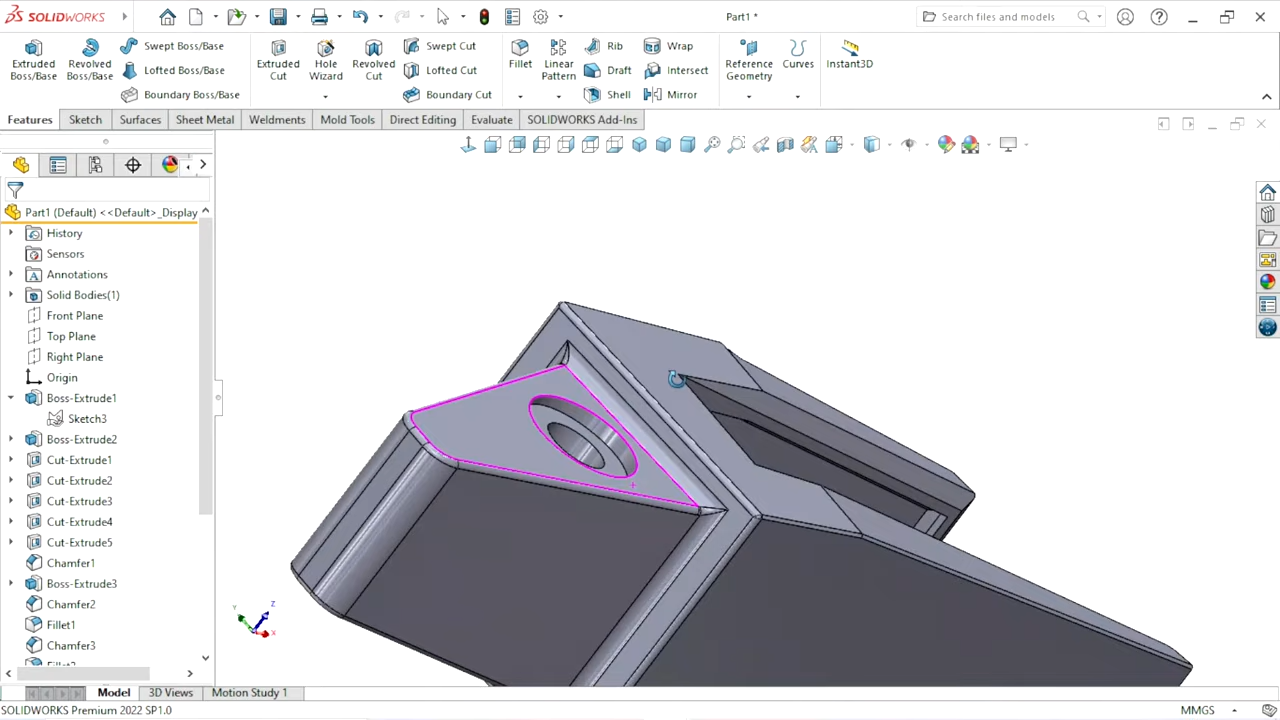 SOLIDWORKS
Part1 *
Search files and models
Extruded Boss/Base
Revolved Boss/Base
Swept Boss/Base
Lofted Boss/Base
Boundary Boss/Base
Extruded Cut
Hole Wizard
Revolved Cut
Swept Cut
Lofted Cut
Boundary Cut
Fillet
Linear Pattern
Rib
Draft
Shell
Wrap
Intersect
Mirror
Reference Geometry
Curves
Instant3D
Features
Sketch
Surfaces
Sheet Metal
Weldments
Mold Tools
Direct Editing
Evaluate
SOLIDWORKS Add-Ins
Part1 (Default) <<Default>_Display
History
Sensors
Annotations
Solid Bodies(1)
Front Plane
Top Plane
Right Plane
Origin
Boss-Extrude1
Sketch3
Boss-Extrude2
Cut-Extrude1
Cut-Extrude2
Cut-Extrude3
Cut-Extrude4
Cut-Extrude5
Chamfer1
Boss-Extrude3
Chamfer2
Fillet1
Chamfer3
Y
Z
X
Model
3D Views
Motion Study 1
SOLIDWORKS Premium 2022 SP1.0
MMGS